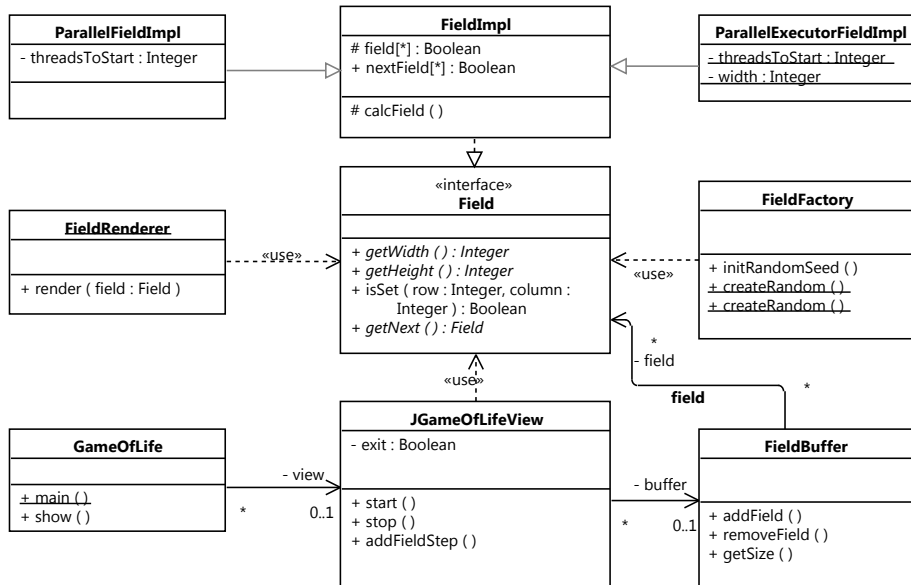 ParallelFieldImpl
- threadsToStart : Integer
FieldImpl
# field[*] : Boolean
+ nextField[*] : Boolean
# calcField ( )
ParallelExecutorFieldImpl
- threadsToStart : Integer
- width : Integer
FieldRenderer
+ render ( field : Field )
«use»
«interface»
Field
+ getWidth ( ) : Integer
+ getHeight ( ) : Integer
+ isSet ( row : Integer, column :
Integer ) : Boolean
+ getNext ( ) : Field
«use»
FieldFactory
+ initRandomSeed ( )
+ createRandom ( )
+ createRandom ( )
*
- field
«use»
field
*
GameOfLife
+ main ( )
+ show ( )
- view
*
0..1
JGameOfLifeView
- exit : Boolean
+ start ( )
+ stop ( )
+ addFieldStep ( )
- buffer
*
0..1
FieldBuffer
+ addField ( )
+ removeField ( )
+ getSize ( )